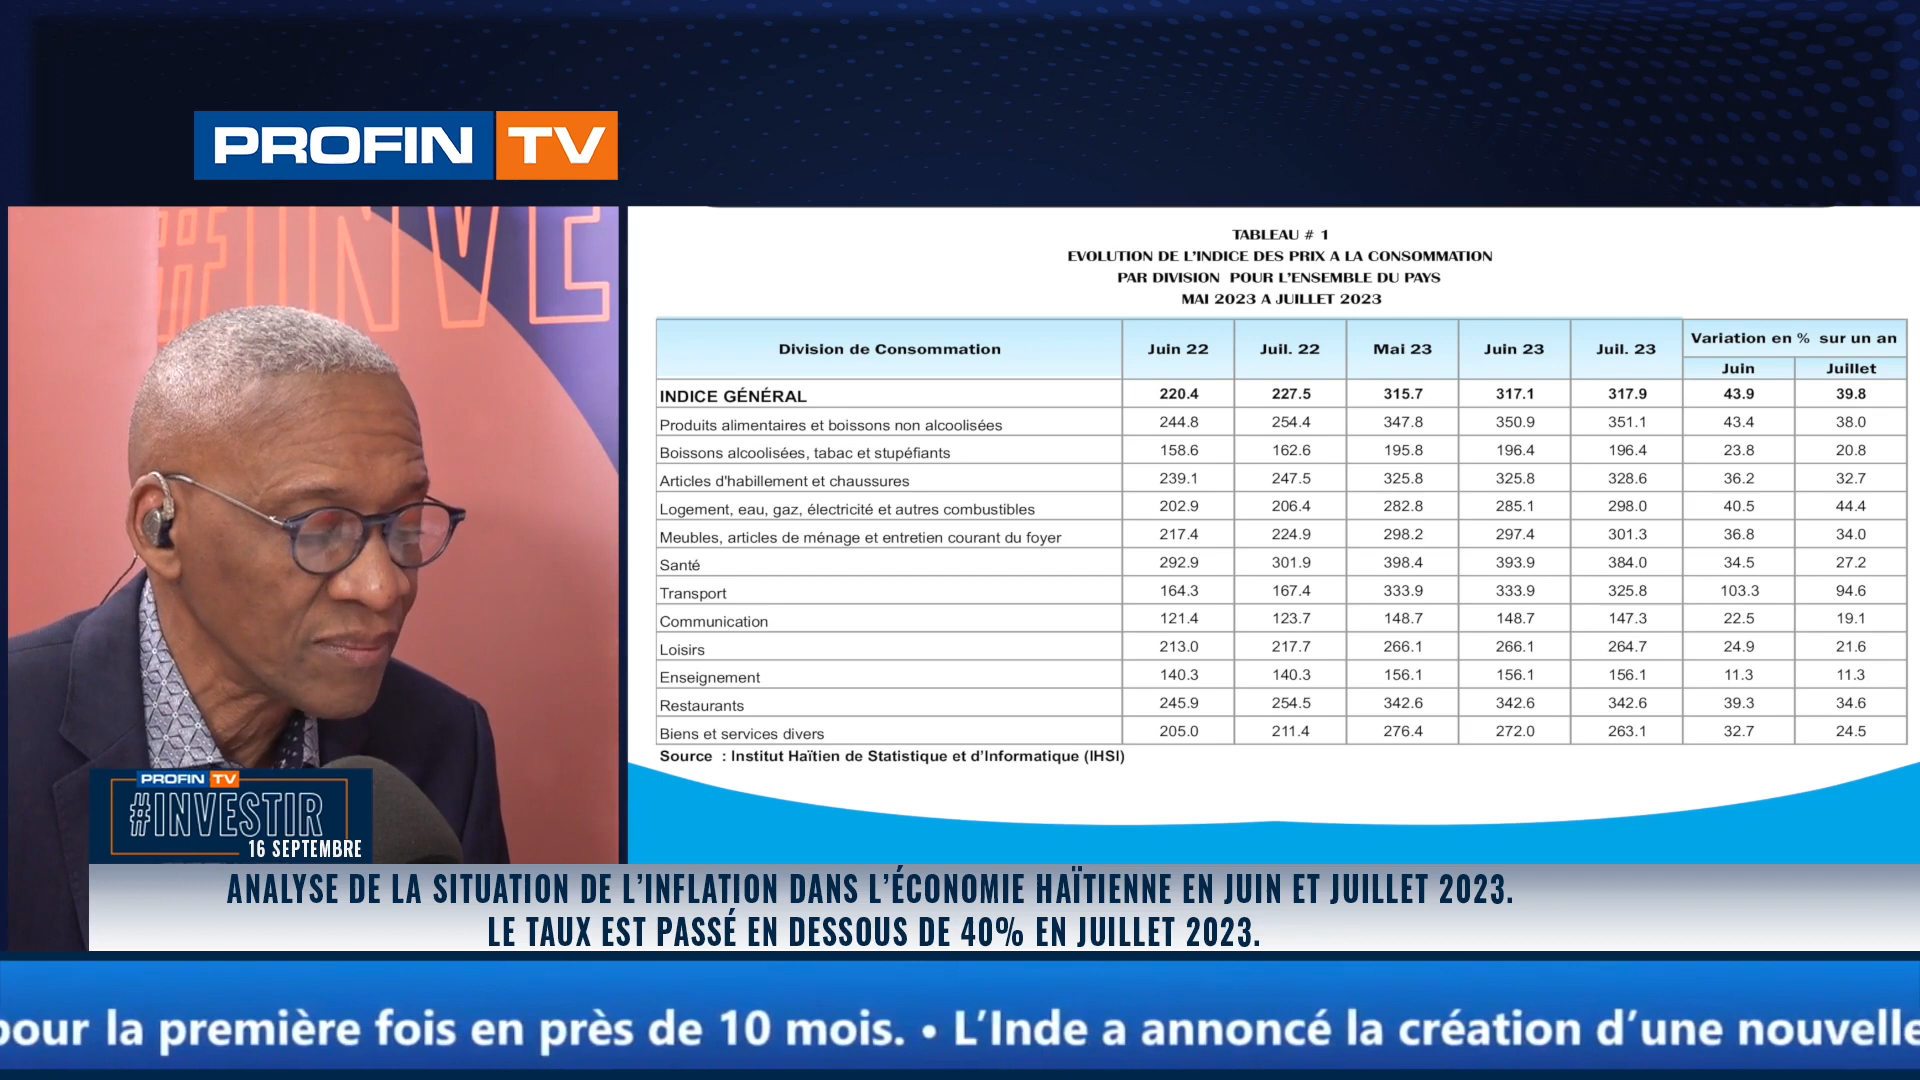 PROFIN TV
#INVE
TABLEAU # 1
EVOLUTION DE L'INDICE DES PRIX A LA CONSOMMATION
PAR DIVISION POUR L'ENSEMBLE DU PAYS
MAI 2023 A JUILLET 2023
Division de Consommation Juin 22 Juil. 22 Mai 23 Juin 23 Juil. 23 Variation en % sur un an
Juin Juillet
INDICE GÉNÉRAL 220.4 227.5 315.7 317.1 317.9 43.9 39.8
Produits alimentaires et boissons non alcoolisées 244.8 254.4 347.8 350.9 351.1 43.4 38.0
Boissons alcoolisées, tabac et stupéfiants 158.6 162.6 195.8 196.4 196.4 23.8 20.8
Articles d'habillement et chaussures 239.1 247.5 325.8 325.8 328.6 36.2 32.7
Logement, eau, gaz, électricité et autres combustibles 202.9 206.4 282.8 285.1 298.0 40.5 44.4
Meubles, articles de ménage et entretien courant du foyer 217.4 224.9 298.2 297.4 301.3 36.8 34.0
Santé 292.9 301.9 398.4 393.9 384.0 34.5 27.2
Transport 164.3 167.4 333.9 333.9 325.8 103.3 94.6
Communication 121.4 123.7 148.7 148.7 147.3 22.5 19.1
Loisirs 213.0 217.7 266.1 266.1 264.7 24.9 21.6
Enseignement 140.3 140.3 156.1 156.1 156.1 11.3 11.3
Restaurants 245.9 254.5 342.6 342.6 342.6 39.3 34.6
Biens et services divers 205.0 211.4 276.4 272.0 263.1 32.7 24.5
Source : Institut Haïtien de Statistique et d'Informatique (IHSI)
PROFIN TV
#INVESTIR
16 SEPTEMBRE
ANALYSE DE LA SITUATION DE L'INFLATION DANS L'ÉCONOMIE HAÏTIENNE EN JUIN ET JUILLET 2023.
LE TAUX EST PASSÉ EN DESSOUS DE 40% EN JUILLET 2023.
pour la première fois en près de 10 mois. • L'Inde a annoncé la création d'une nouvelle